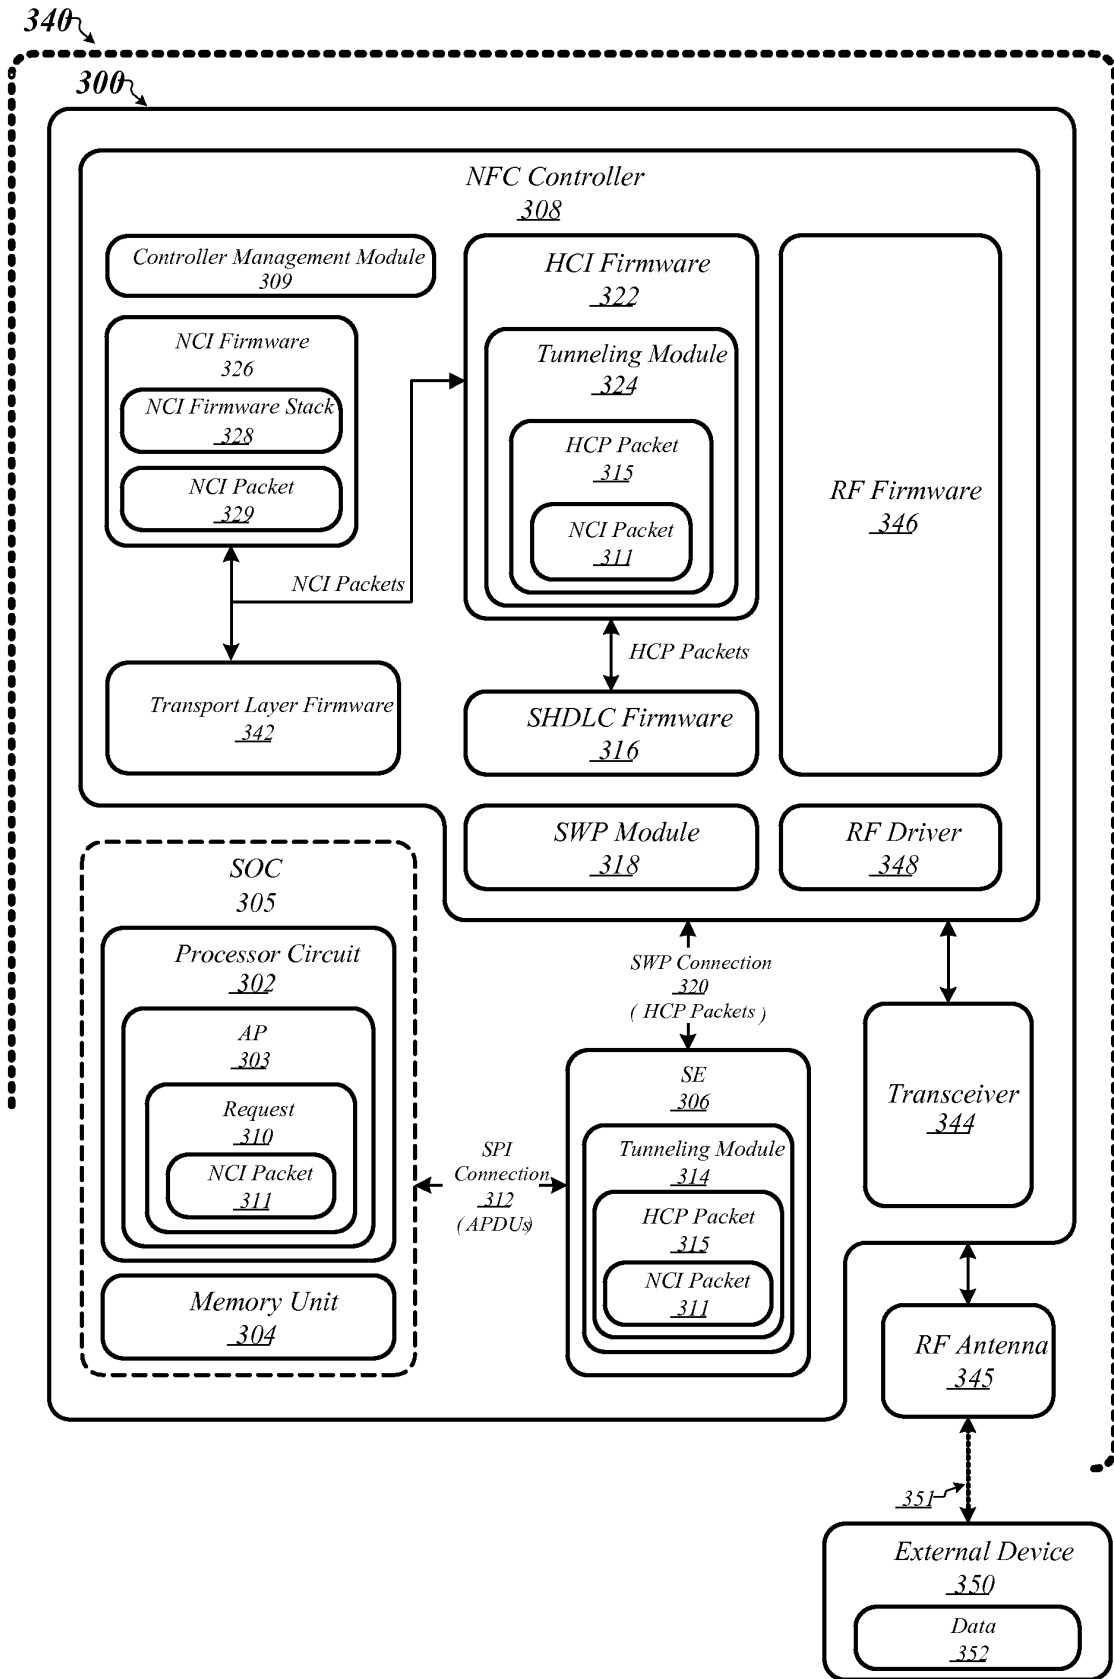 340
300
NFC Controller
308
Controller Management Module
309
NCI Firmware
326
NCI Firmware Stack
328
NCI Packet
329
NCI Packets
Transport Layer Firmware
342
HCI Firmware
322
Tunneling Module
324
HCP Packet
315
NCI Packet
311
HCP Packets
SHDLC Firmware
316
SWP Module
318
RF Firmware
346
RF Driver
348
SOC
305
Processor Circuit
302
AP
303
Request
310
NCI Packet
311
Memory Unit
304
SPI
Connection
312
(APDUs)
SWP Connection
320
( HCP Packets )
SE
306
Tunneling Module
314
HCP Packet
315
NCI Packet
311
Transceiver
344
RF Antenna
345
351
External Device
350
Data
352